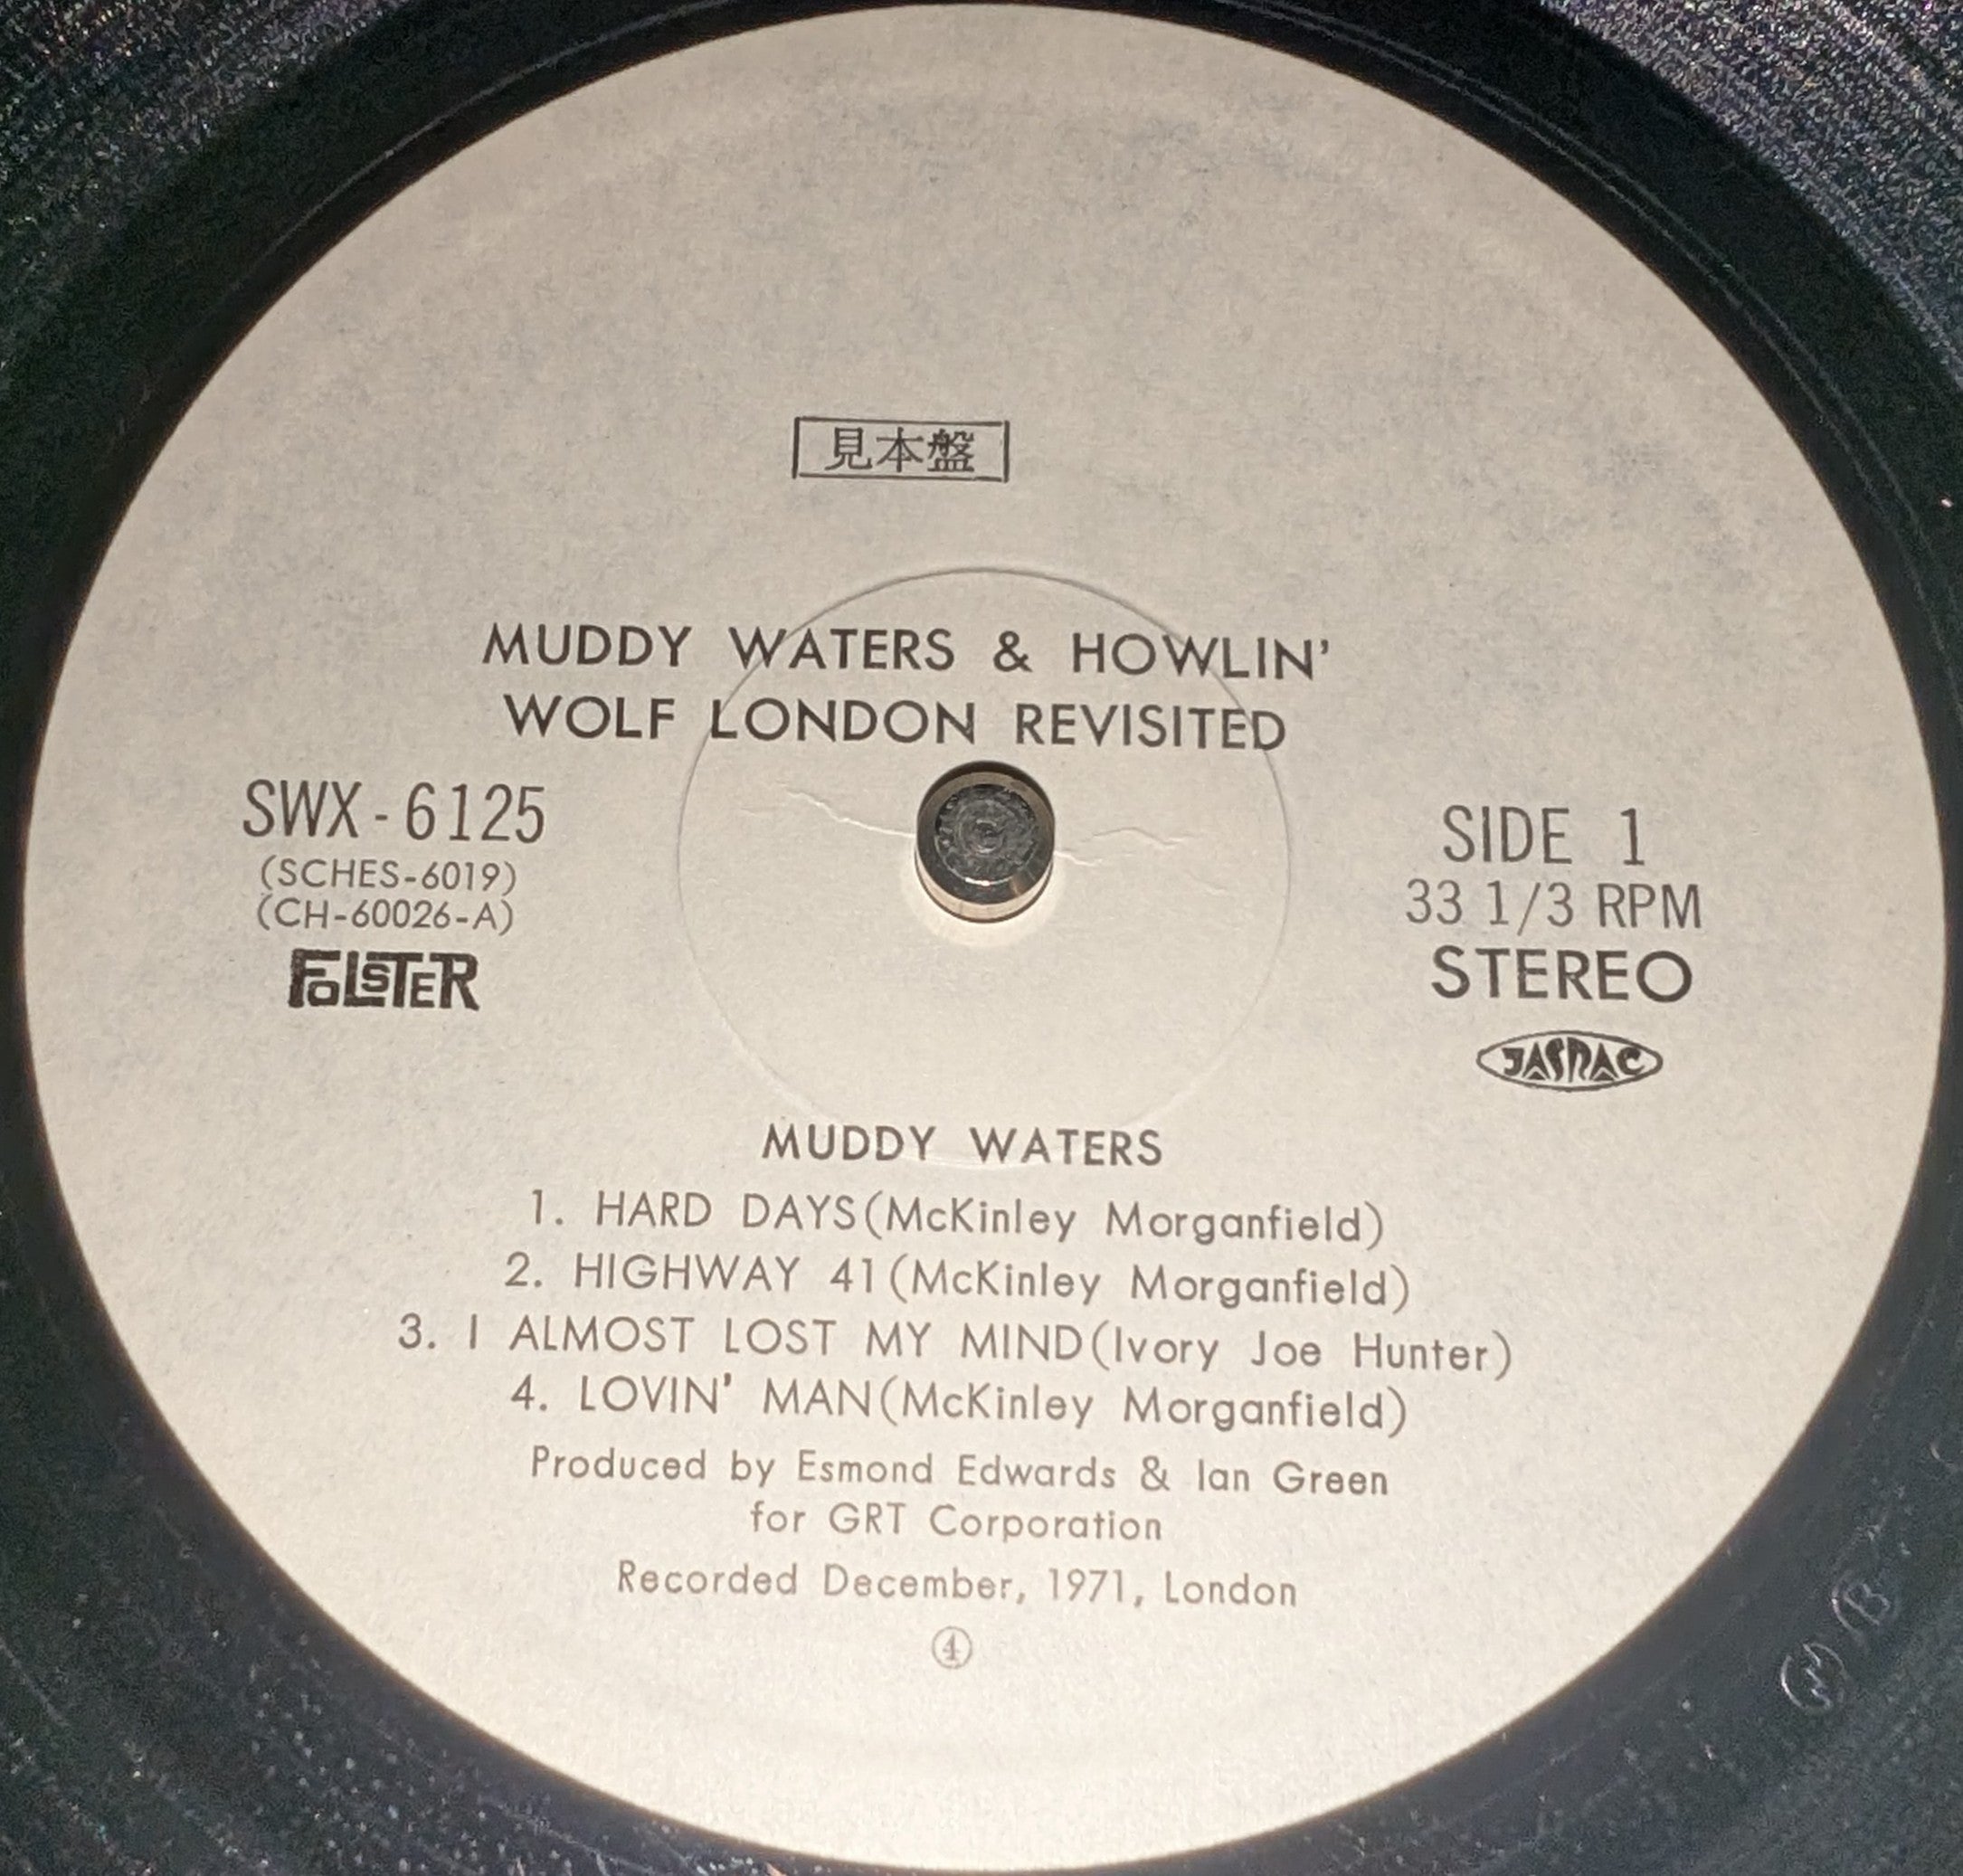 見本盤
MUDDY WATERS & HOWLIN'
WOLF LONDON REVISITED
SWX-6125
(SCHES-6019)
(CH-60026-A)
FOLSTER
SIDE 1
33 1/3 RPM
STEREO
JASRAC
MUDDY WATERS
1. HARD DAYS(McKinley Morganfield)
2. HIGHWAY 41(McKinley Morganfield)
3. I ALMOST LOST MY MIND(Ivory Joe Hunter)
4. LOVIN' MAN(McKinley Morganfield)
Produced by Esmond Edwards & Ian Green
for GRT Corporation
Recorded December, 1971, London
④